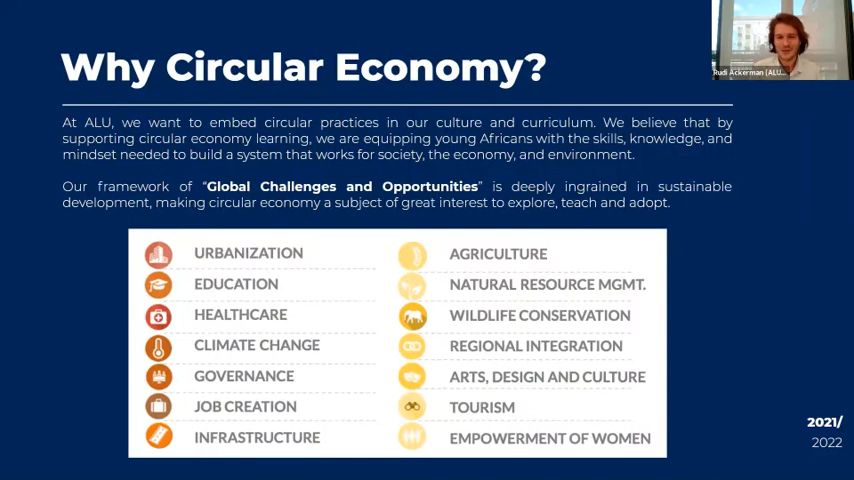 Why Circular Economy?
Rudi Ackerman (ALU...
At ALU, we want to embed circular practices in our culture and curriculum. We believe that by
supporting circular economy learning, we are equipping young Africans with the skills, knowledge, and
mindset needed to build a system that works for society, the economy, and environment.
Our framework of “Global Challenges and Opportunities” is deeply ingrained in sustainable
development, making circular economy a subject of great interest to explore, teach and adopt.
URBANIZATION
EDUCATION
HEALTHCARE
CLIMATE CHANGE
GOVERNANCE
JOB CREATION
INFRASTRUCTURE
AGRICULTURE
NATURAL RESOURCE MGMT.
WILDLIFE CONSERVATION
REGIONAL INTEGRATION
ARTS, DESIGN AND CULTURE
TOURISM
EMPOWERMENT OF WOMEN
2021/
2022